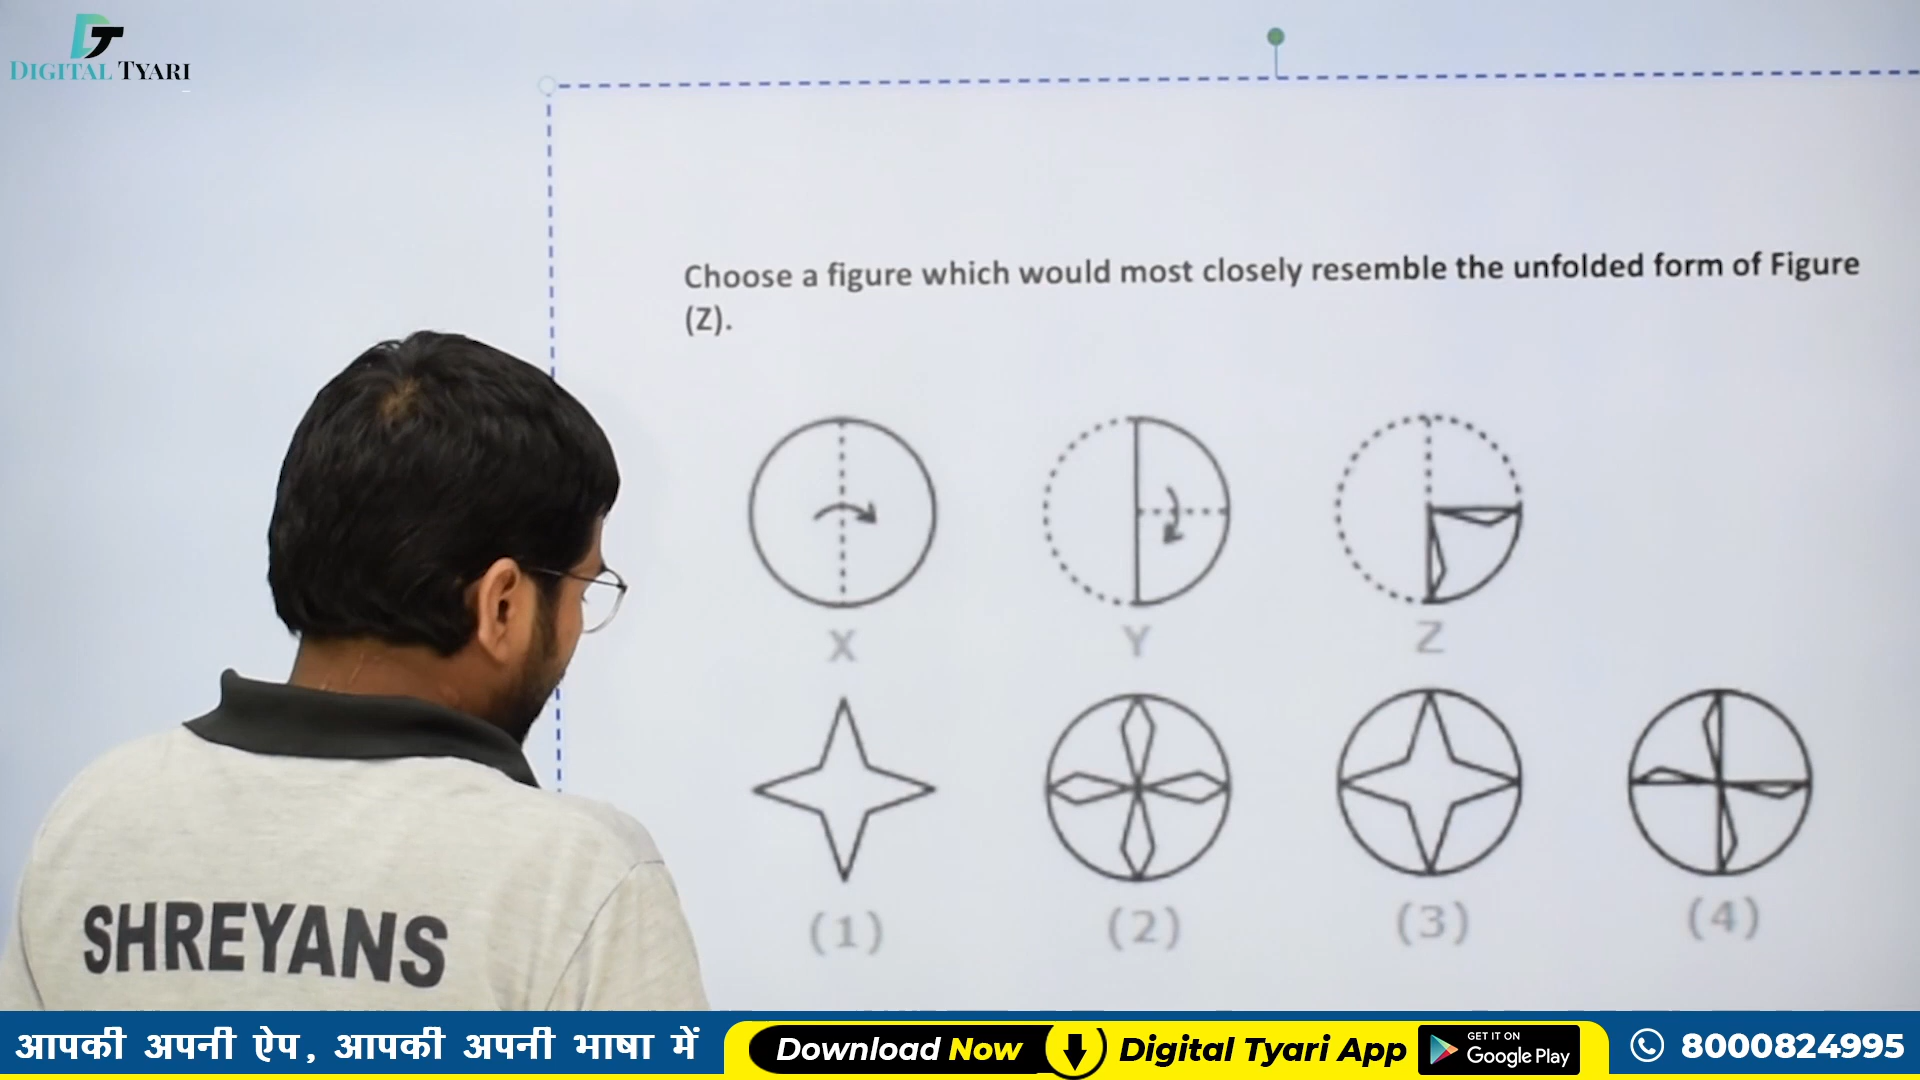 DT
DIGITAL TYARI
Choose a figure which would most closely resemble the unfolded form of Figure
(Z).
X
Y
Z
(1)
(2)
(3)
(4)
SHREYANS
आपकी अपनी ऐप, आपकी अपनी भाषा में
Download Now
Digital Tyari App
GET IT ON
Google Play
8000824995